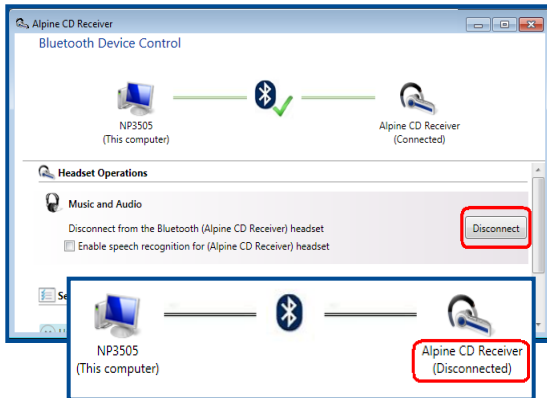 Alpine CD Receiver
Bluetooth Device Control
NP3505
(This computer)
Alpine CD Receiver
(Connected)
Headset Operations
Music and Audio
Disconnect from the Bluetooth (Alpine CD Receiver) headset
Disconnect
Enable speech recognition for (Alpine CD Receiver) headset
NP3505
(This computer)
Alpine CD Receiver
(Disconnected)